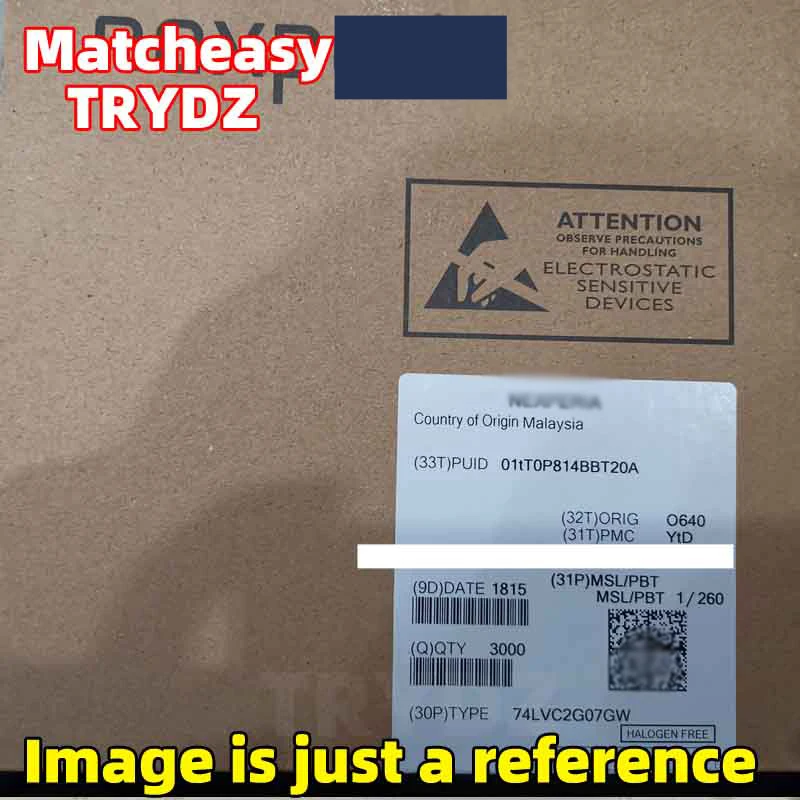 Matcheasy
TRYDZ
ATTENTION
OBSERVE PRECAUTIONS
FOR HANDLING
ELECTROSTATIC
SENSITIVE
DEVICES
NEXPERIA
Country of Origin Malaysia
(33T)PUID 01tT0P814BBT20A
(32T)ORIG O640
(31T)PMC YtD
(9D)DATE 1815
(31P)MSL/PBT
MSL/PBT 1/260
(Q)QTY 3000
(30P)TYPE 74LVC2G07GW
HALOGEN FREE
TRYDZ
Image is just a reference